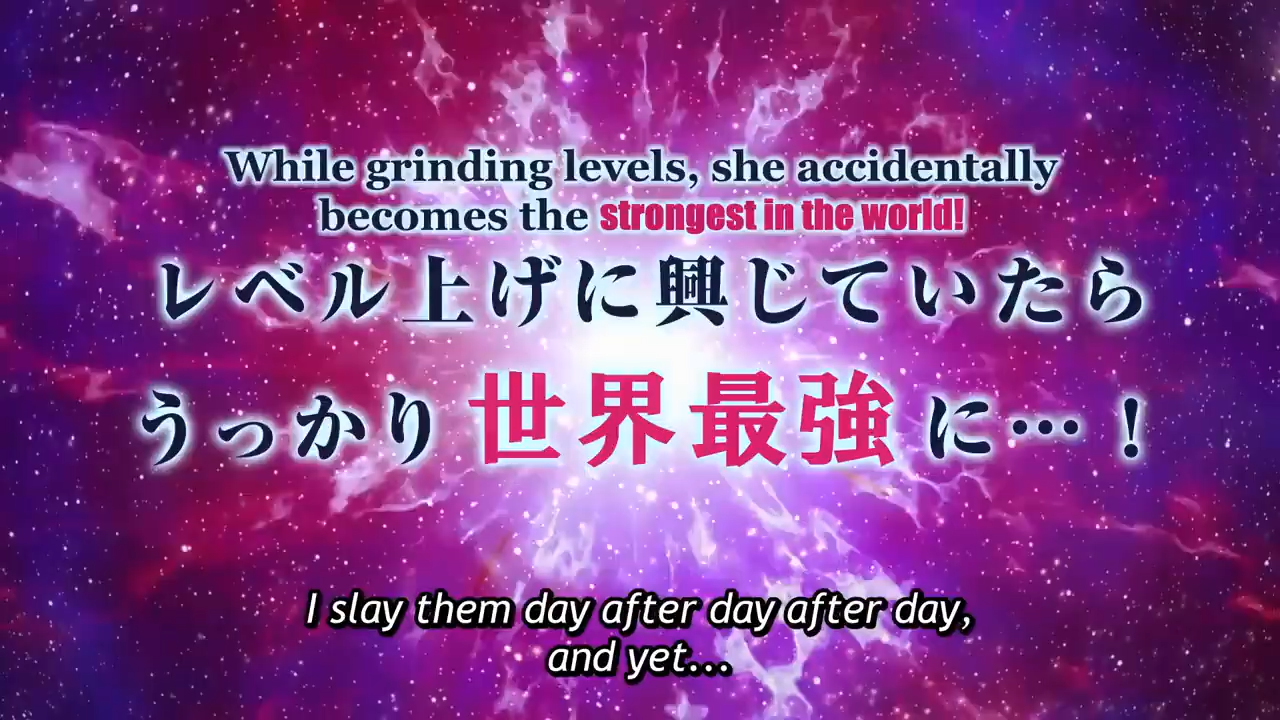 While grinding levels, she accidentally
becomes the strongest in the world!
レベル上げに興じていたら
うっかり世界最強に…！
I slay them day after day after day,
and yet...